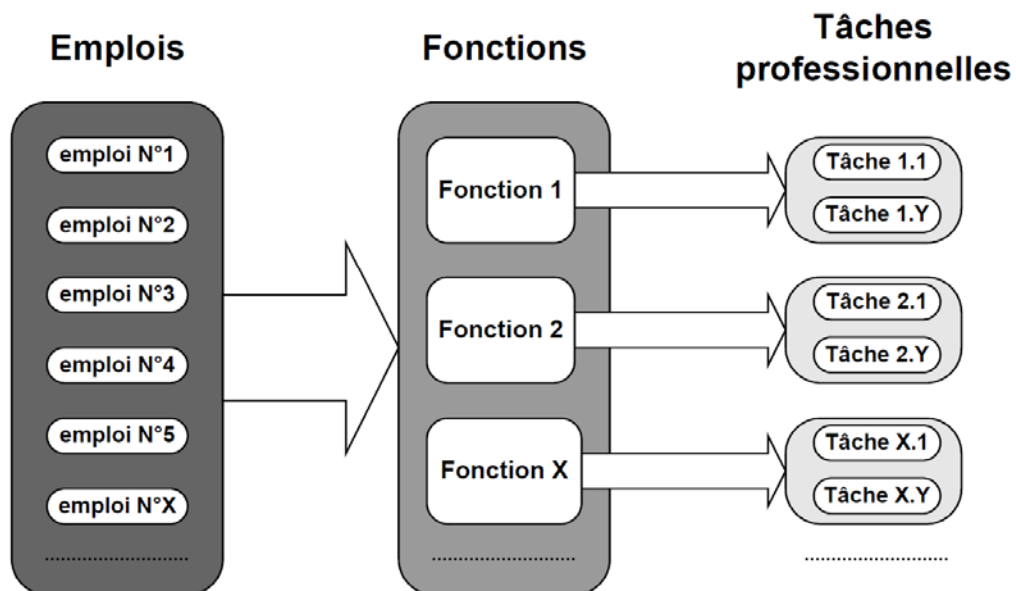 Emplois
emploi N°1
emploi N°2
emploi N°3
emploi N°4
emploi N°5
emploi N°X
Fonctions
Fonction 1
Fonction 2
Fonction X
Tâches
professionnelles
Tâche 1.1
Tâche 1.Y
Tâche 2.1
Tâche 2.Y
Tâche X.1
Tâche X.Y